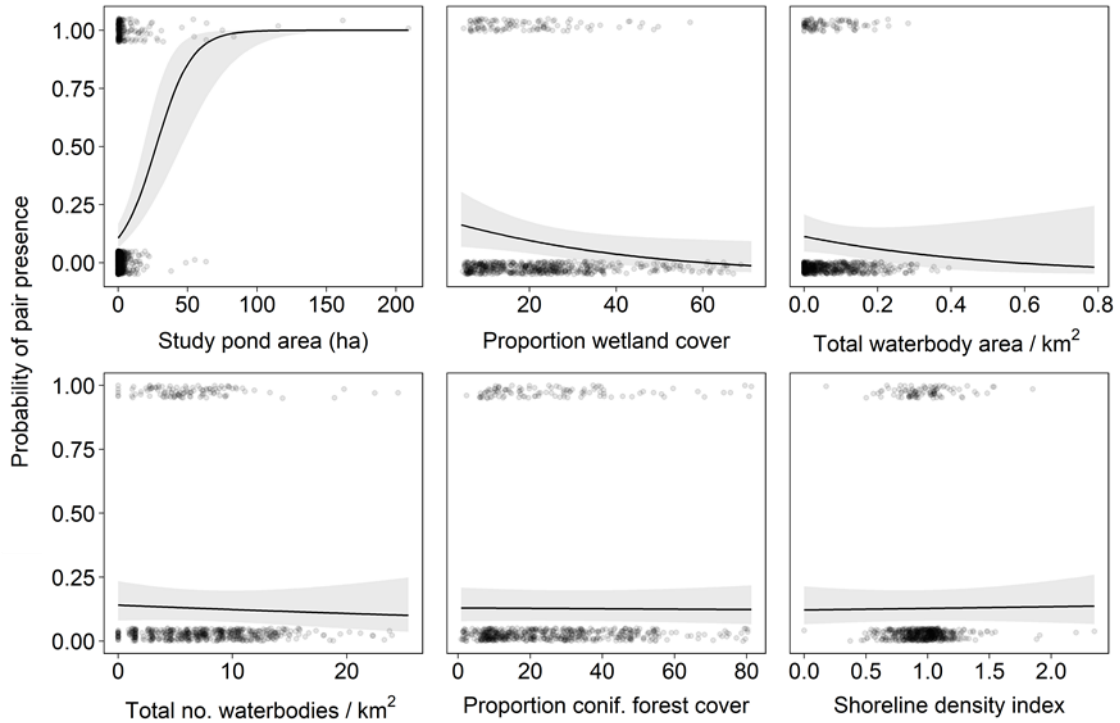 Probability of pair presence
1.00
0.75
0.50
0.25
0.00
0 50 100 150 200
Study pond area (ha)
20 40 60
Proportion wetland cover
0.0 0.2 0.4 0.6 0.8
Total waterbody area / km²
1.00
0.75
0.50
0.25
0.00
0 10 20
Total no. waterbodies / km²
0 20 40 60 80
Proportion conif. forest cover
0.0 0.5 1.0 1.5 2.0
Shoreline density index